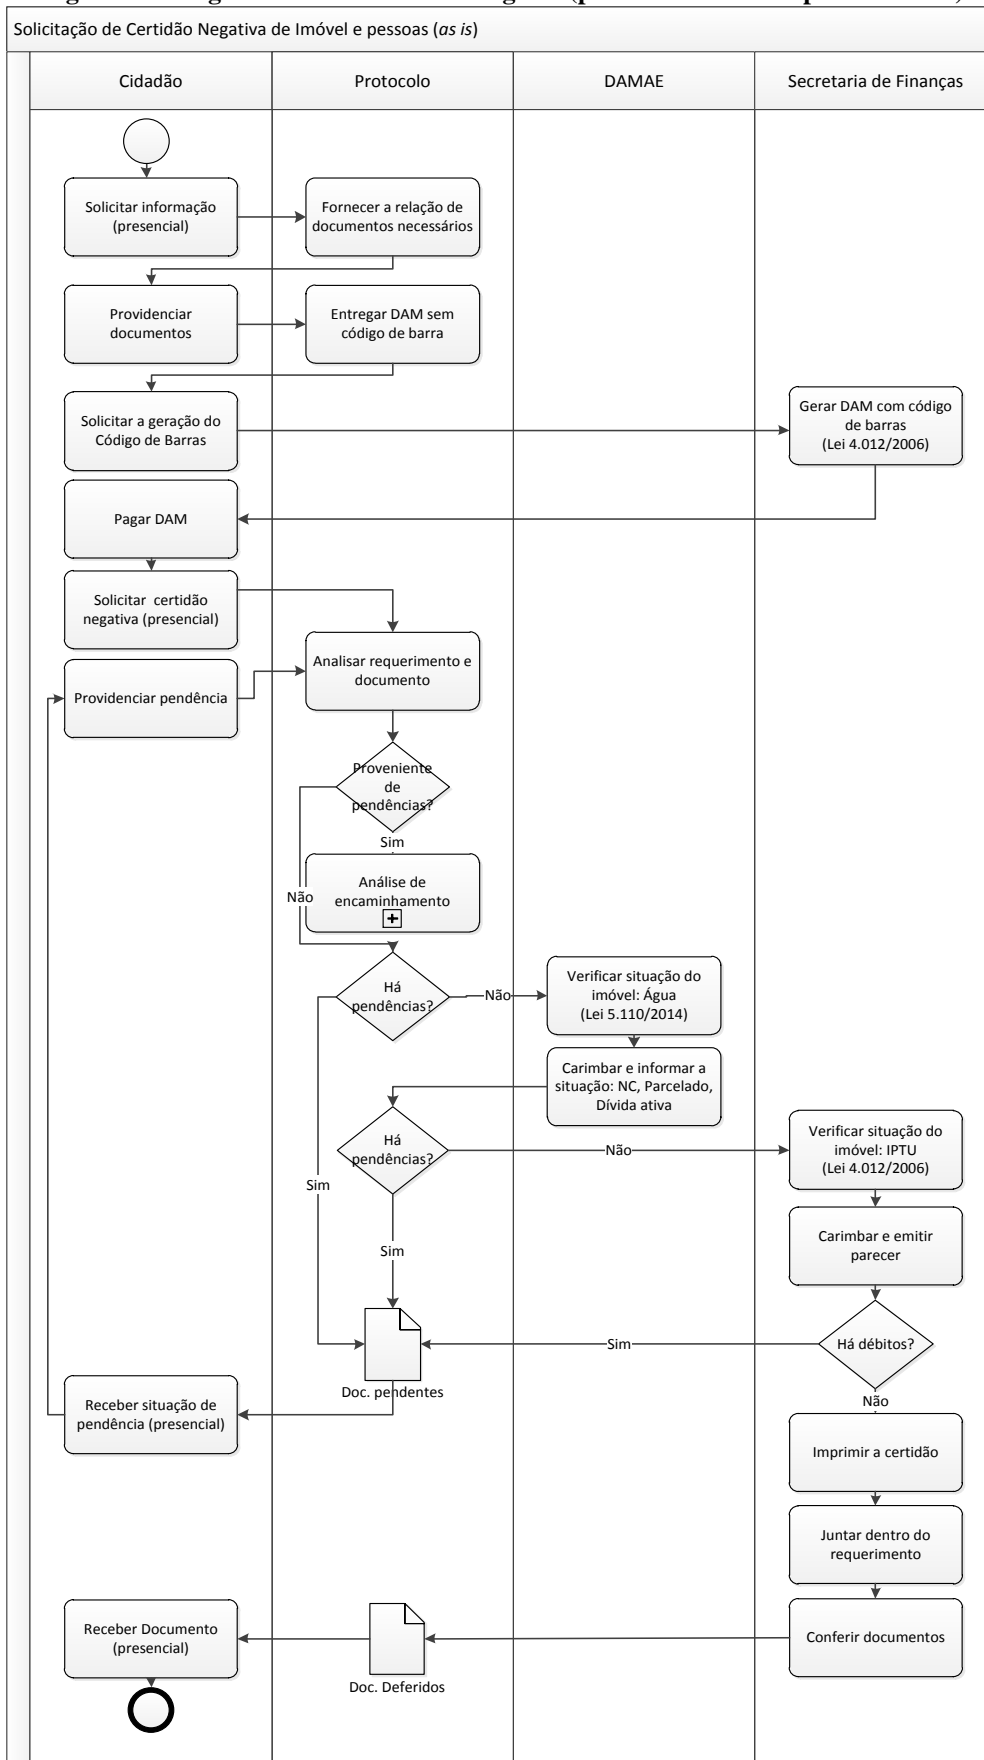 Solicitação de Certidão Negativa de Imóvel e pessoas (as is)
Cidadão
Protocolo
DAMAE
Secretaria de Finanças
Solicitar informação
(presencial)
Fornecer a relação de
documentos necessários
Providenciar
documentos
Entregar DAM sem
código de barra
Solicitar a geração do
Código de Barras
Gerar DAM com código
de barras
(Lei 4.012/2006)
Pagar DAM
Solicitar certidão
negativa (presencial)
Analisar requerimento e
documento
Providenciar pendência
Proveniente
de
pendências?
Sim
Análise de
encaminhamento
Não
Há
pendências?
Não
Verificar situação do
imóvel: Água
(Lei 5.110/2014)
Carimbar e informar a
situação: NC, Parcelado,
Dívida ativa
Há
pendências?
Não
Verificar situação do
imóvel: IPTU
(Lei 4.012/2006)
Sim
Sim
Carimbar e emitir
parecer
Há débitos?
Sim
Doc. pendentes
Não
Receber situação de
pendência (presencial)
Imprimir a certidão
Juntar dentro do
requerimento
Conferir documentos
Doc. Deferidos
Receber Documento
(presencial)